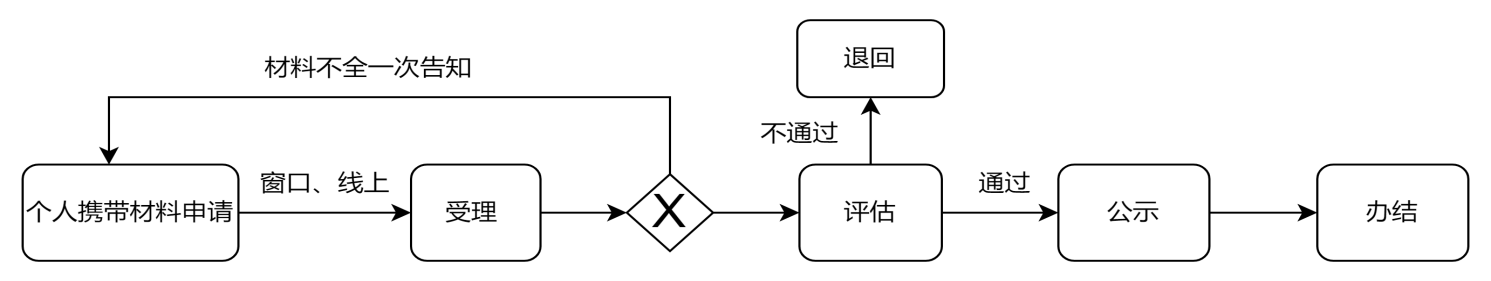 退回
材料不全一次告知
不通过
窗口、线上
通过
个人携带材料申请
受理
X
评估
公示
办结